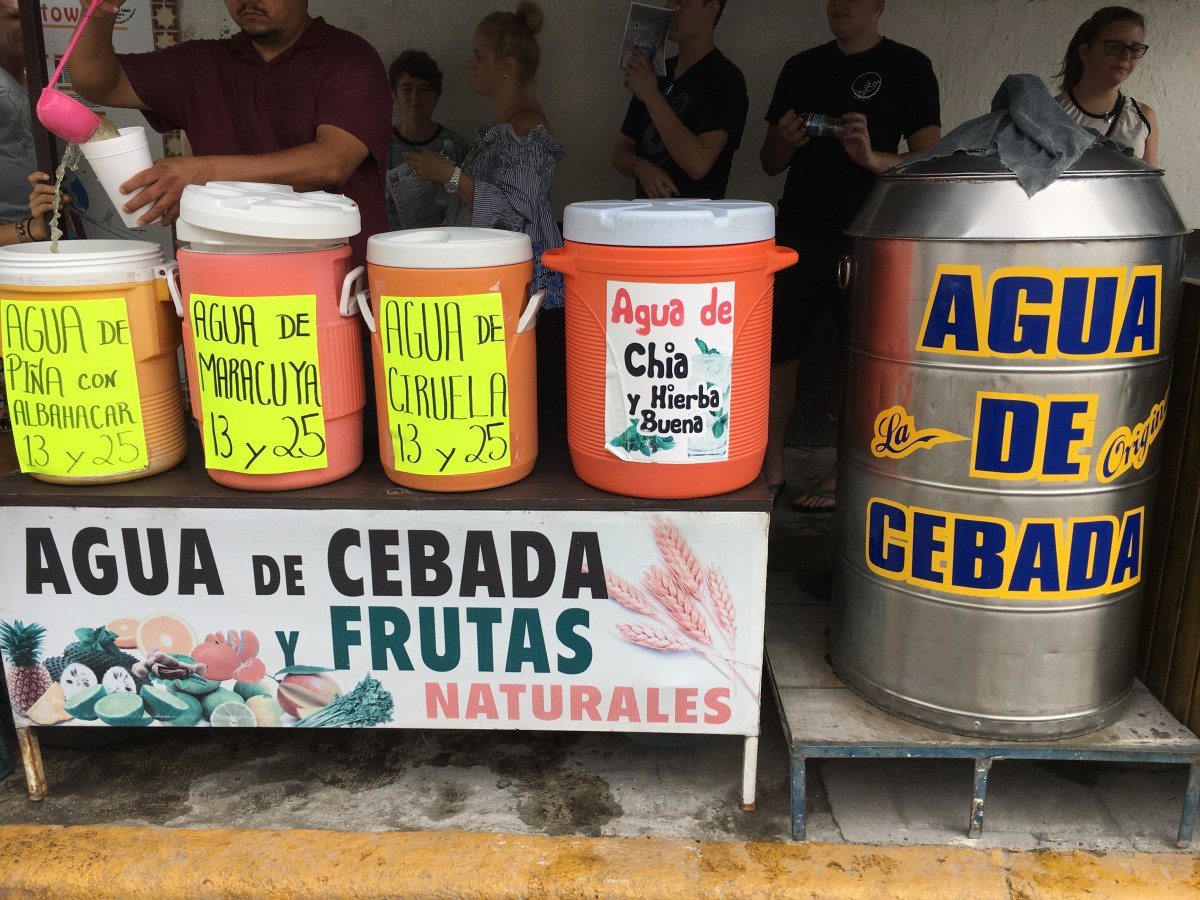 tow
AGUA DE
PIÑA CON
ALBAHACAR
13 y 25
AGUA DE
MARACUYA
13 y 25
AGUA DE
CIRUELA
13 y 25
Agua de
Chia
y Hierba
Buena
AGUA
La DE
CEBADA
AGUA DE CEBADA
Y FRUTAS
NATURALES